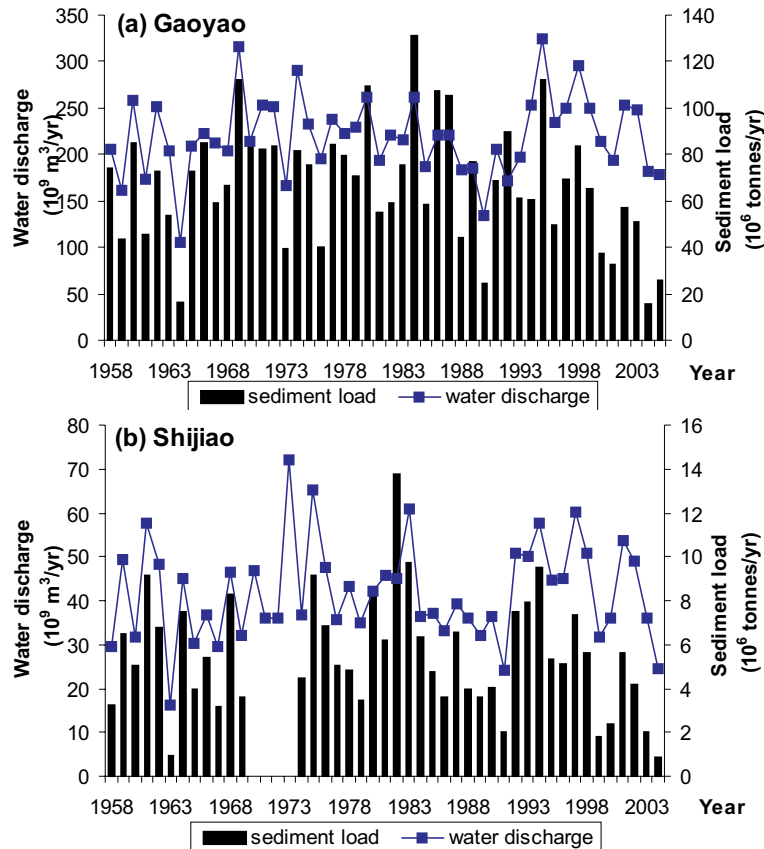 (a) Gaoyao
Water discharge
(10⁹ m³/yr)
350
300
250
200
150
100
50
0
140
120
100
80
60
40
20
0
Sediment load
(10⁶ tonnes/yr)
1958 1963 1968 1973 1978 1983 1988 1993 1998 2003 Year
sediment load water discharge
(b) Shijiao
Water discharge
(10⁹ m³/yr)
80
70
60
50
40
30
20
10
0
16
14
12
10
8
6
4
2
0
Sediment load
(10⁶ tonnes/yr)
1958 1963 1968 1973 1978 1983 1988 1993 1998 2003 Year
sediment load water discharge